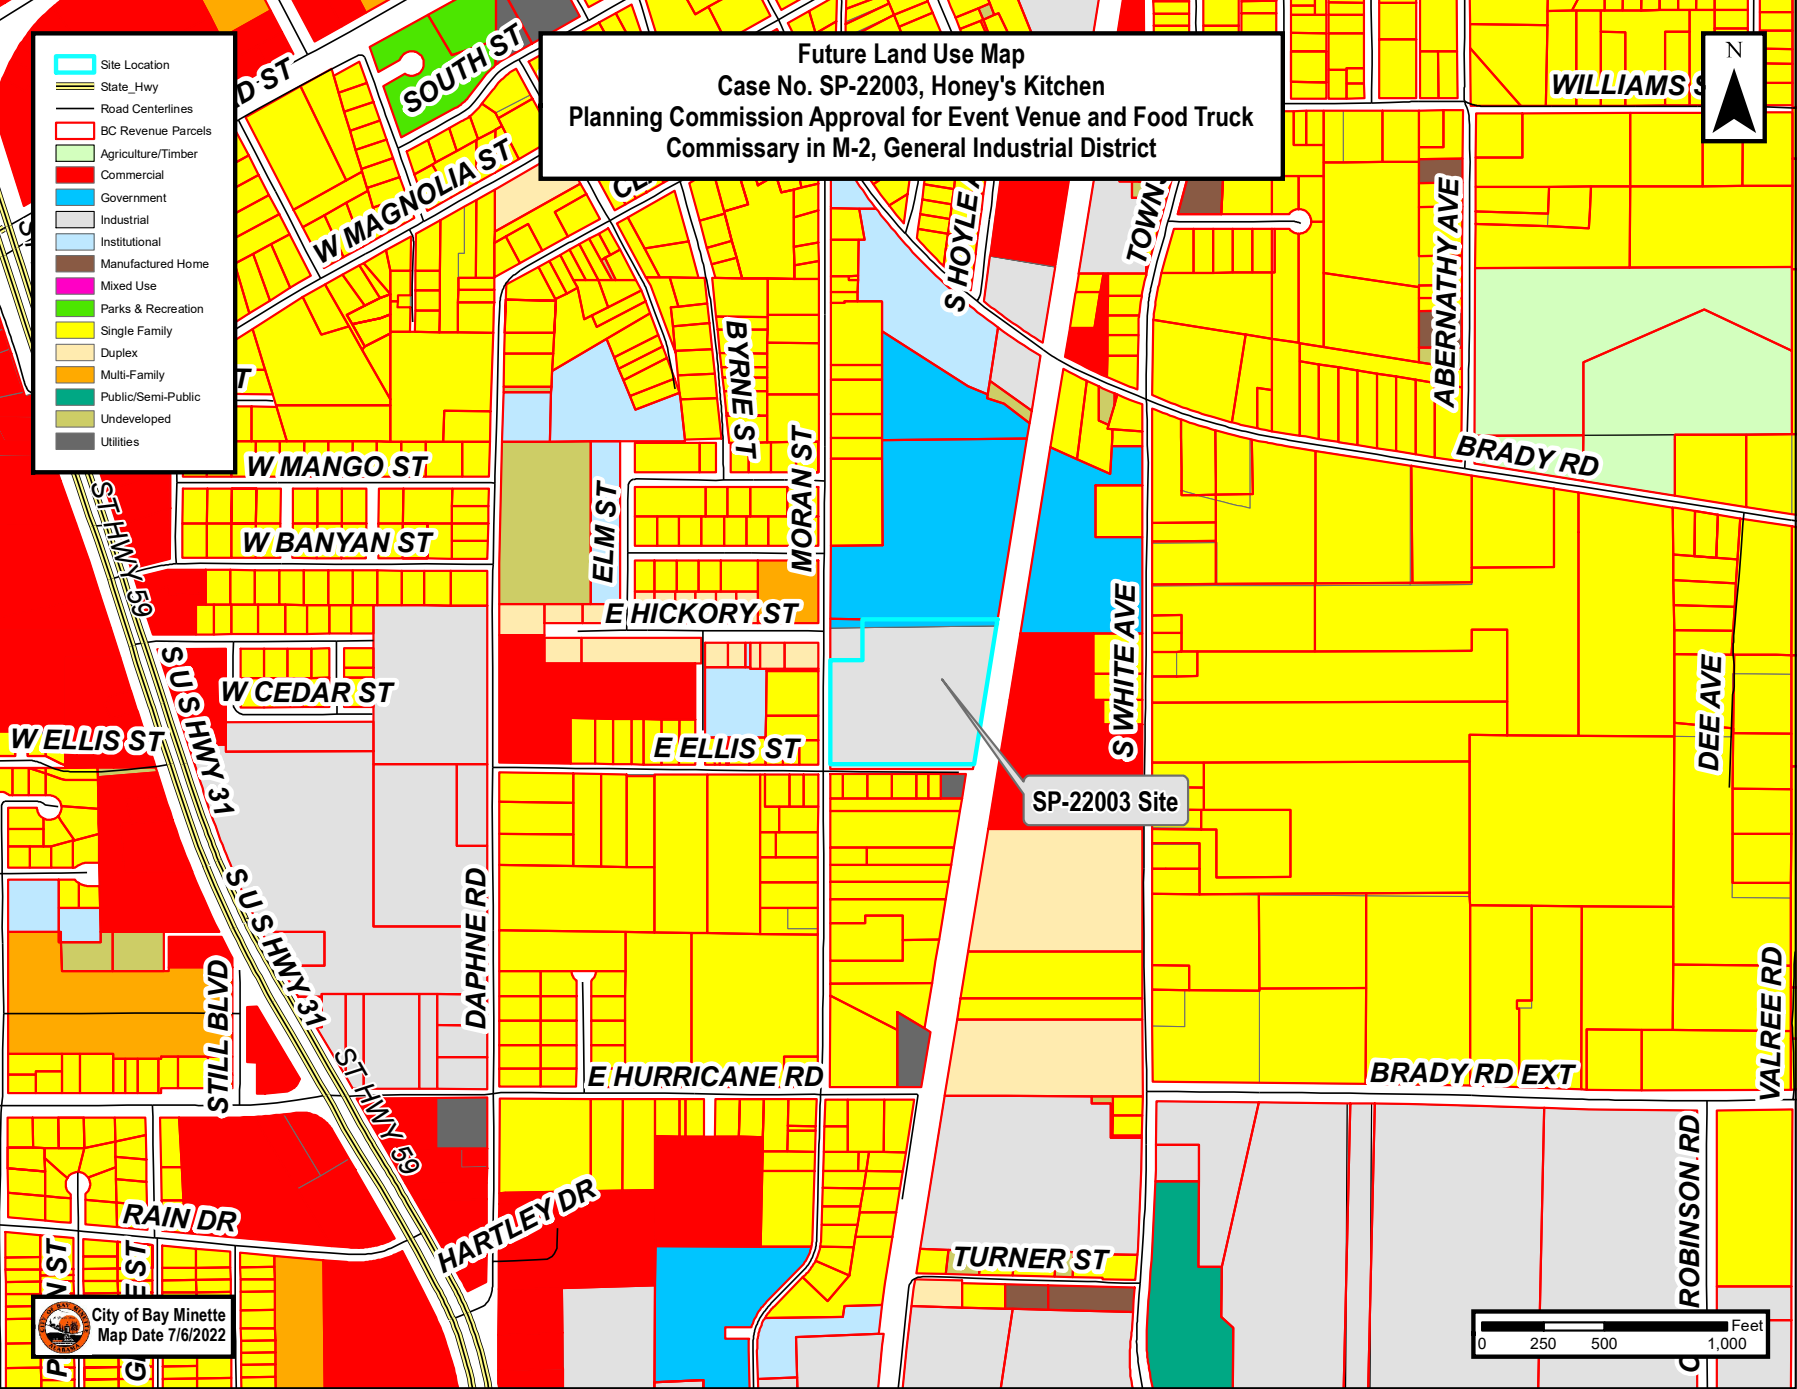 Future Land Use Map
Case No. SP-22003, Honey's Kitchen
Planning Commission Approval for Event Venue and Food Truck
Commissary in M-2, General Industrial District
N
Site Location
State_Hwy
Road Centerlines
BC Revenue Parcels
Agriculture/Timber
Commercial
Government
Industrial
Institutional
Manufactured Home
Mixed Use
Parks & Recreation
Single Family
Duplex
Multi-Family
Public/Semi-Public
Undeveloped
Utilities
SOUTH ST
W MAGNOLIA ST
S HOYLE
WILLIAMS
ABERNATHY AVE
BYRNE ST
MORAN ST
BRADY RD
W MANGO ST
W BANYAN ST
ELM ST
ST HWY 59
E HICKORY ST
S WHITE AVE
W CEDAR ST
S US HWY 31
W ELLIS ST
E ELLIS ST
DEE AVE
SP-22003 Site
S US HWY 31
DAPHNE RD
STILL BLVD
VALREE RD
E HURRICANE RD
BRADY RD EXT
ST HWY 59
ROBINSON RD
RAIN DR
HARTLEY DR
TURNER ST
City of Bay Minette
Map Date 7/6/2022
Feet
0 250 500 1,000